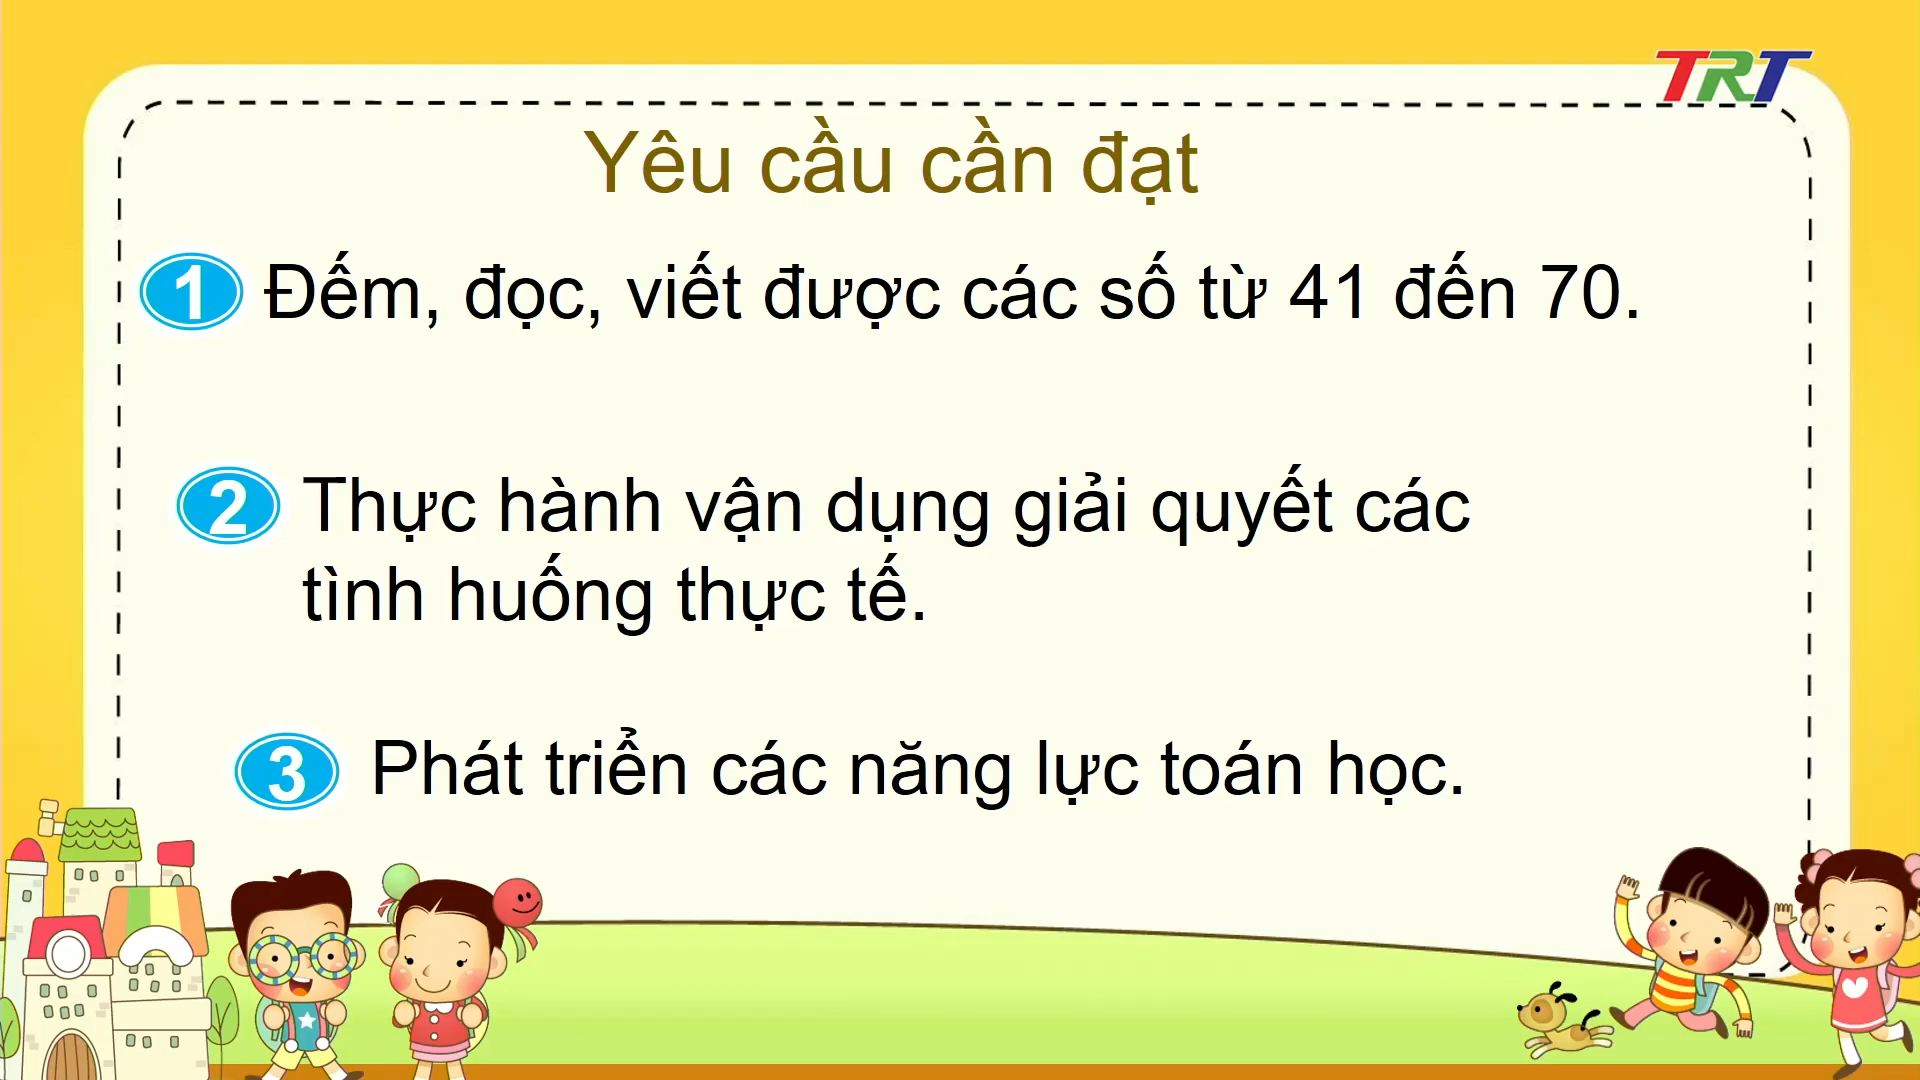 TRT
Yêu cầu cần đạt
1 Đếm, đọc, viết được các số từ 41 đến 70.
2 Thực hành vận dụng giải quyết các
tình huống thực tế.
3 Phát triển các năng lực toán học.